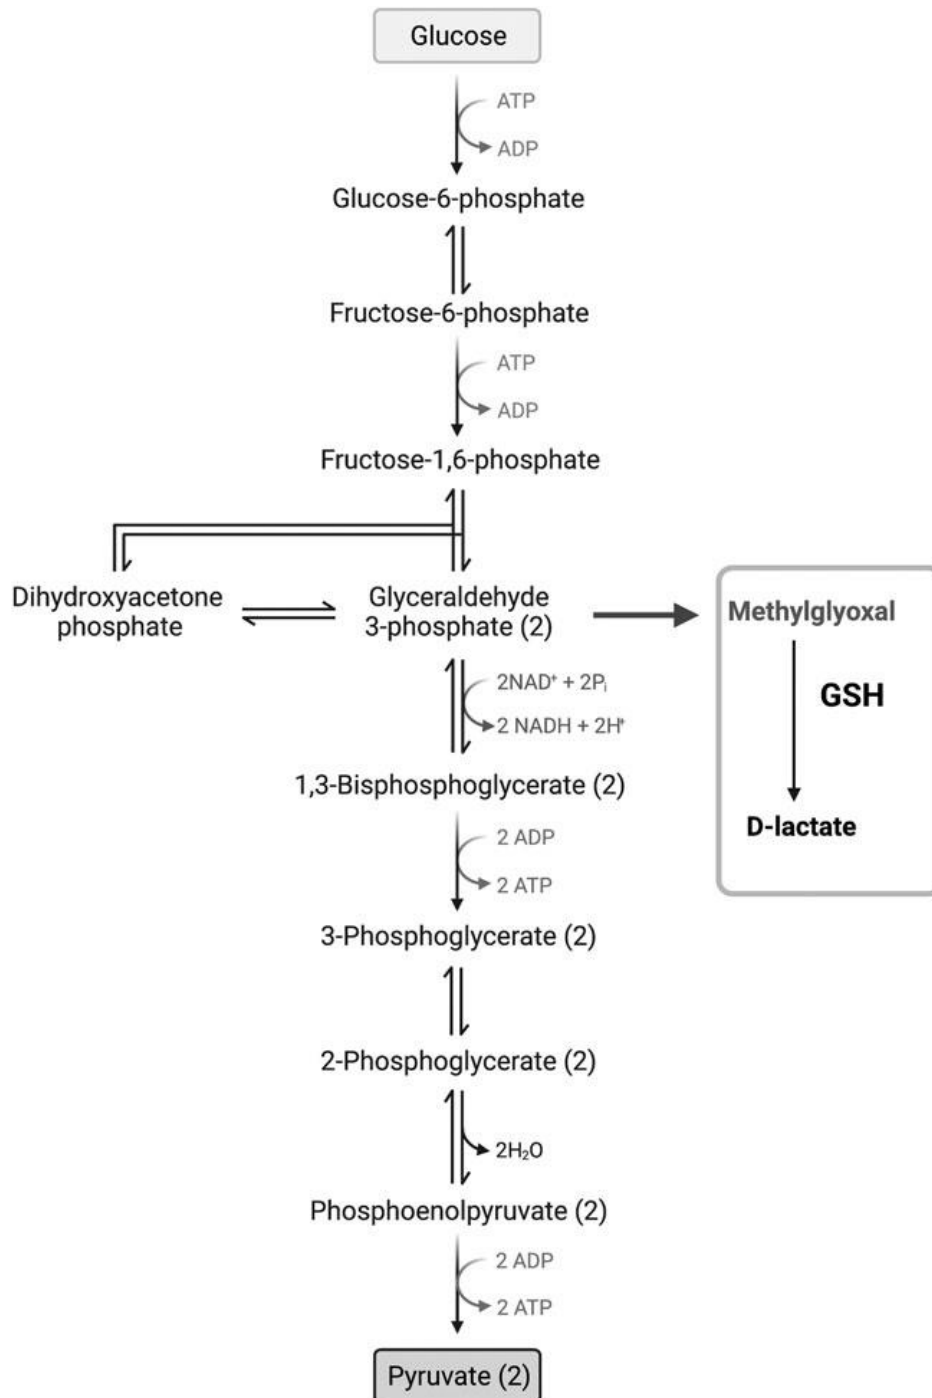 Glucose
ATP
ADP
Glucose-6-phosphate
Fructose-6-phosphate
ATP
ADP
Fructose-1,6-phosphate
Dihydroxyacetone
phosphate
Glyceraldehyde
3-phosphate (2)
Methylglyoxal
GSH
D-lactate
2NAD⁺ + 2Pᵢ
2 NADH + 2H⁺
1,3-Bisphosphoglycerate (2)
2 ADP
2 ATP
3-Phosphoglycerate (2)
2-Phosphoglycerate (2)
2H₂O
Phosphoenolpyruvate (2)
2 ADP
2 ATP
Pyruvate (2)